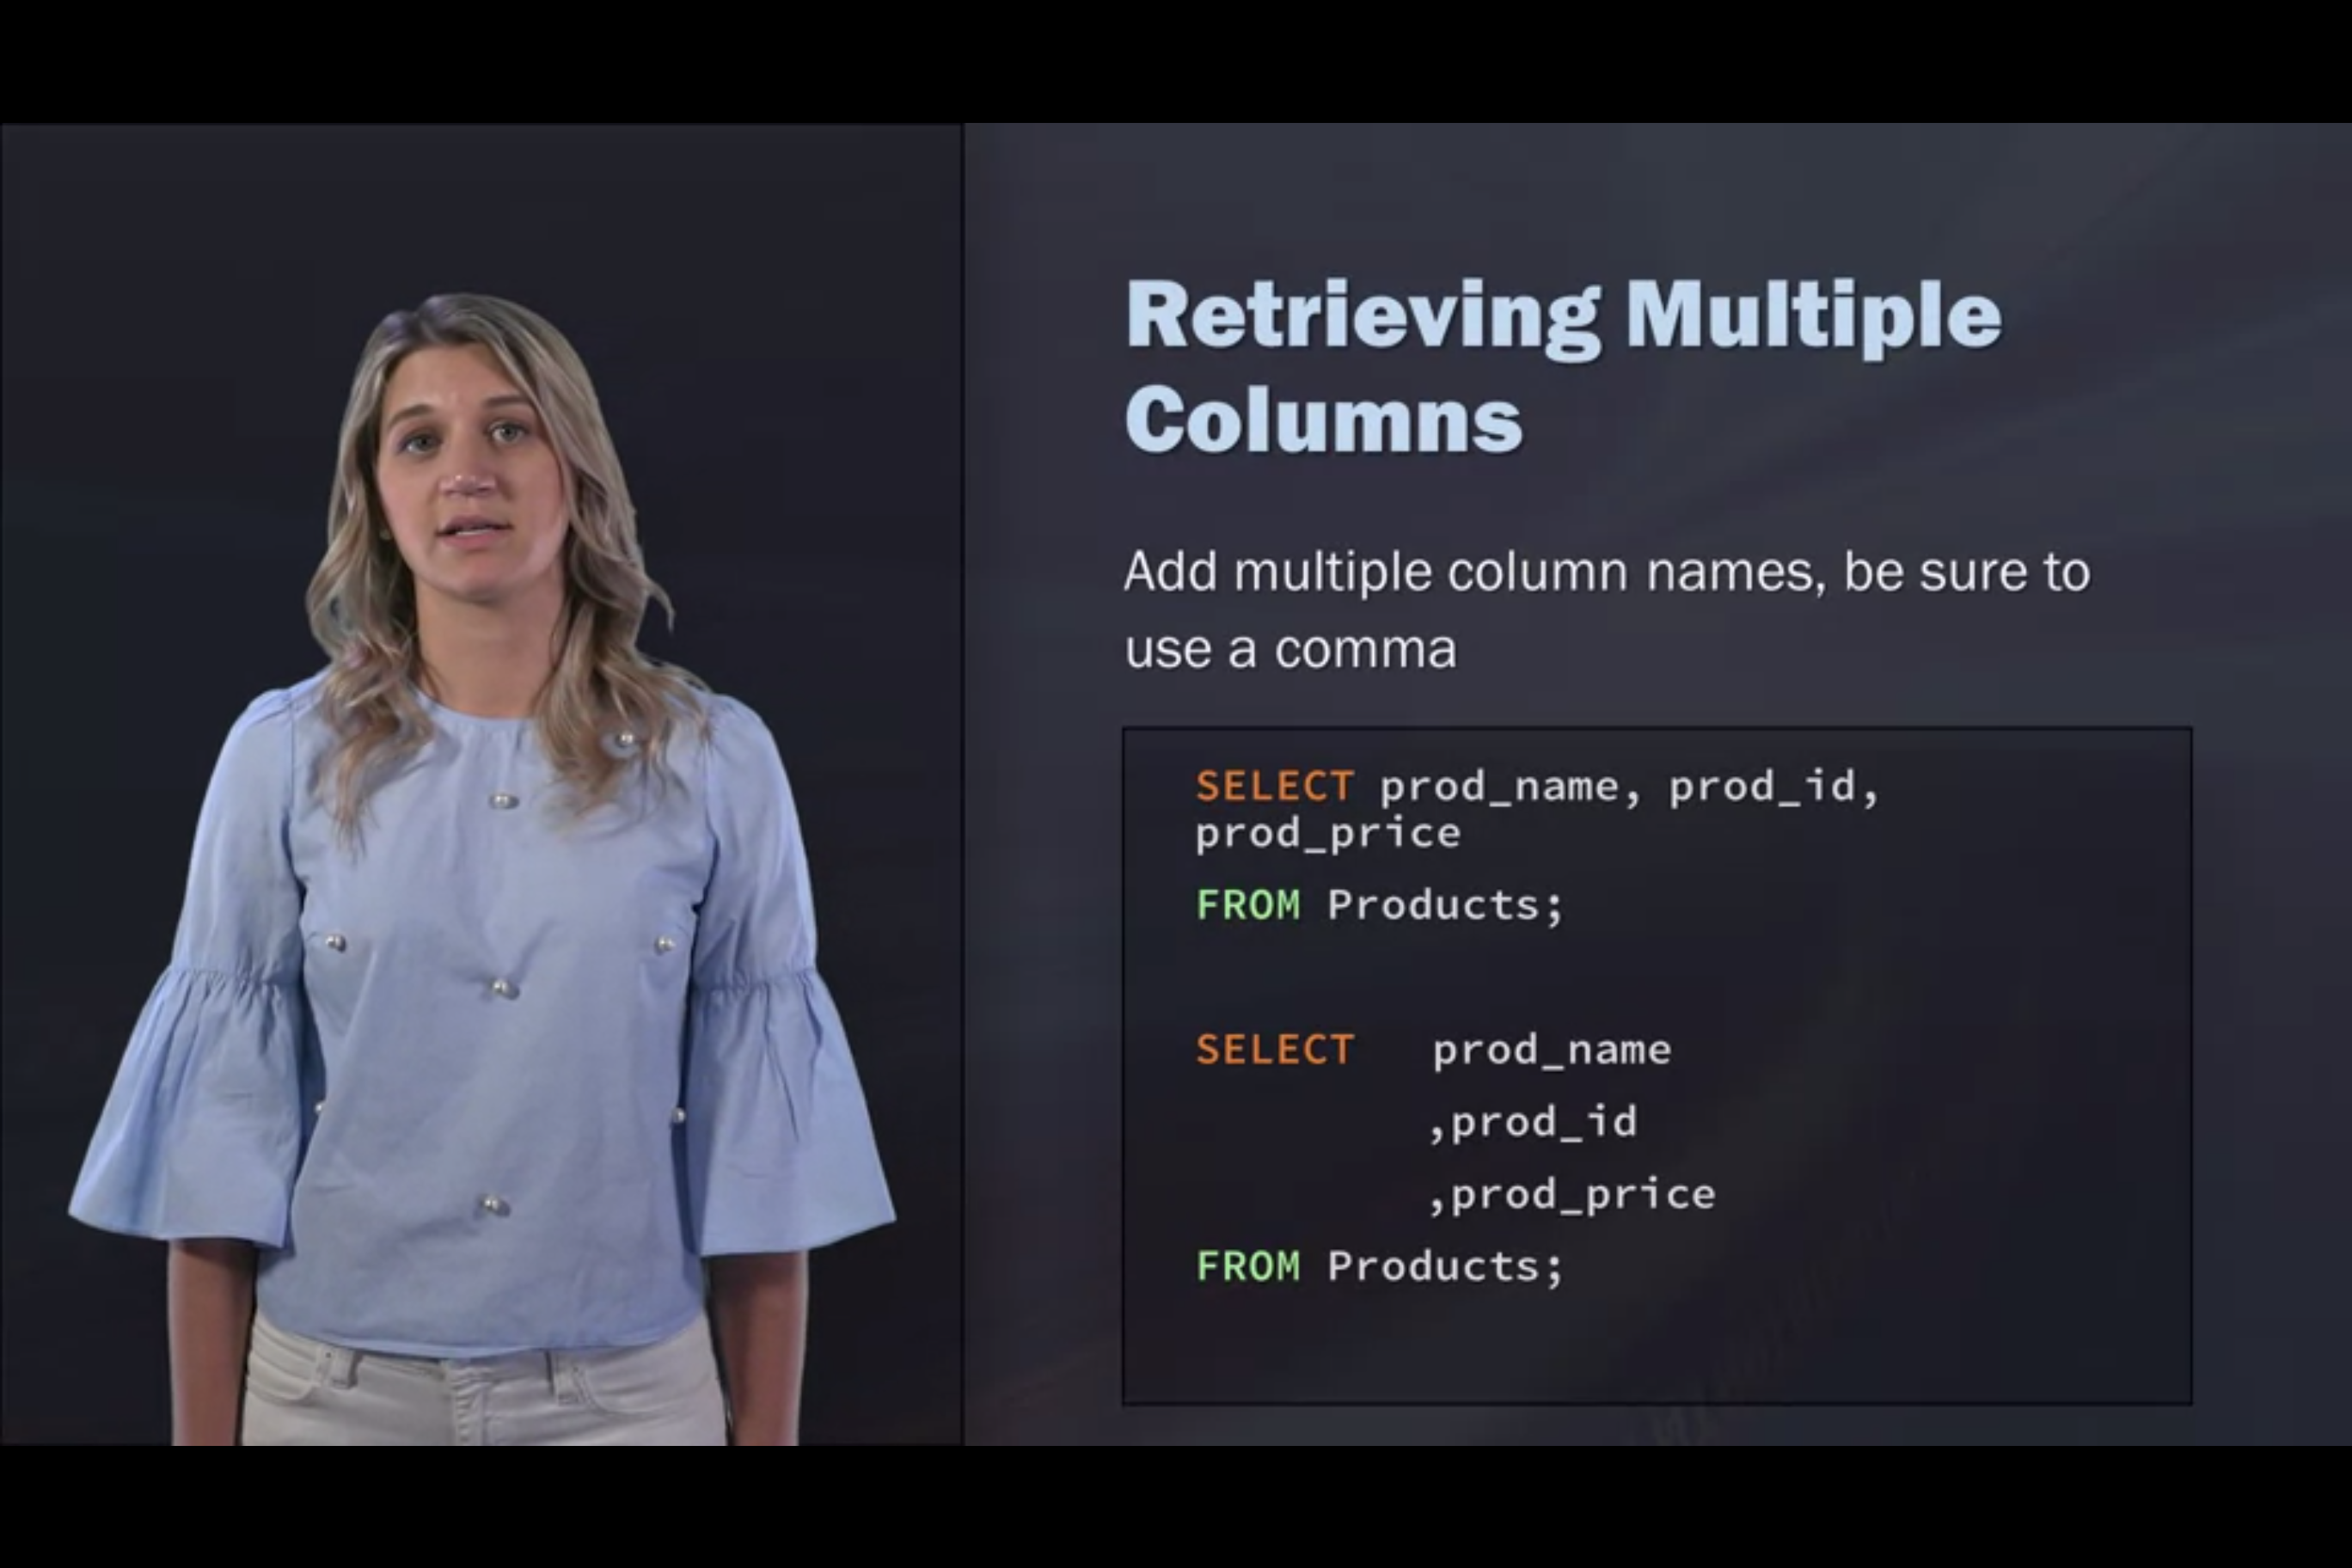 Retrieving Multiple
Columns
Add multiple column names, be sure to
use a comma
SELECT prod_name, prod_id,
prod_price
FROM Products;
SELECT prod_name
,prod_id
,prod_price
FROM Products;